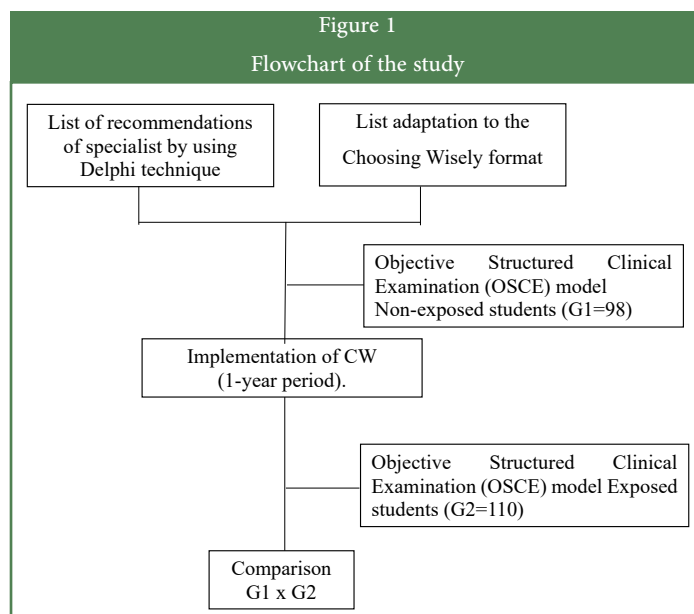 Figure 1
Flowchart of the study
List of recommendations
of specialist by using
Delphi technique
List adaptation to the
Choosing Wisely format
Objective Structured Clinical
Examination (OSCE) model
Non-exposed students (G1=98)
Implementation of CW
(1-year period).
Objective Structured Clinical
Examination (OSCE) model Exposed
students (G2=110)
Comparison
G1 x G2